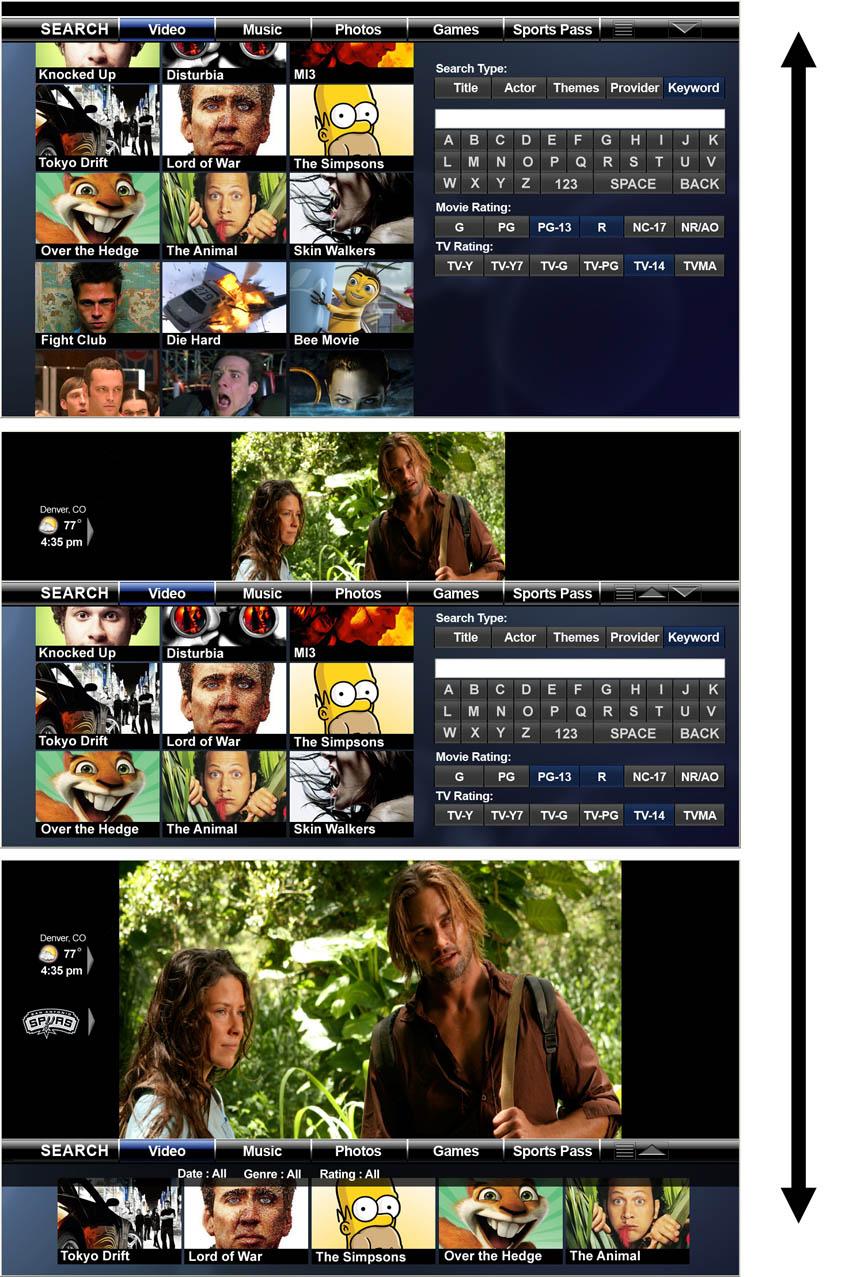 SEARCH Video Music Photos Games Sports Pass
Knocked Up Disturbia MI3
Tokyo Drift Lord of War The Simpsons
Over the Hedge The Animal Skin Walkers
Fight Club Die Hard Bee Movie
Search Type:
Title Actor Themes Provider Keyword
A B C D E F G H I J K
L M N O P Q R S T U V
W X Y Z 123 SPACE BACK
Movie Rating:
G PG PG-13 R NC-17 NR/AO
TV Rating:
TV-Y TV-Y7 TV-G TV-PG TV-14 TVMA
Denver, CO
77°
4:35 pm
SEARCH Video Music Photos Games Sports Pass
Knocked Up Disturbia MI3
Tokyo Drift Lord of War The Simpsons
Over the Hedge The Animal Skin Walkers
Search Type:
Title Actor Themes Provider Keyword
A B C D E F G H I J K
L M N O P Q R S T U V
W X Y Z 123 SPACE BACK
Movie Rating:
G PG PG-13 R NC-17 NR/AO
TV Rating:
TV-Y TV-Y7 TV-G TV-PG TV-14 TVMA
Denver, CO
77°
4:35 pm
SAN ANTONIO
SPURS
SEARCH Video Music Photos Games Sports Pass
Date : All Genre : All Rating : All
Tokyo Drift Lord of War The Simpsons Over the Hedge The Animal